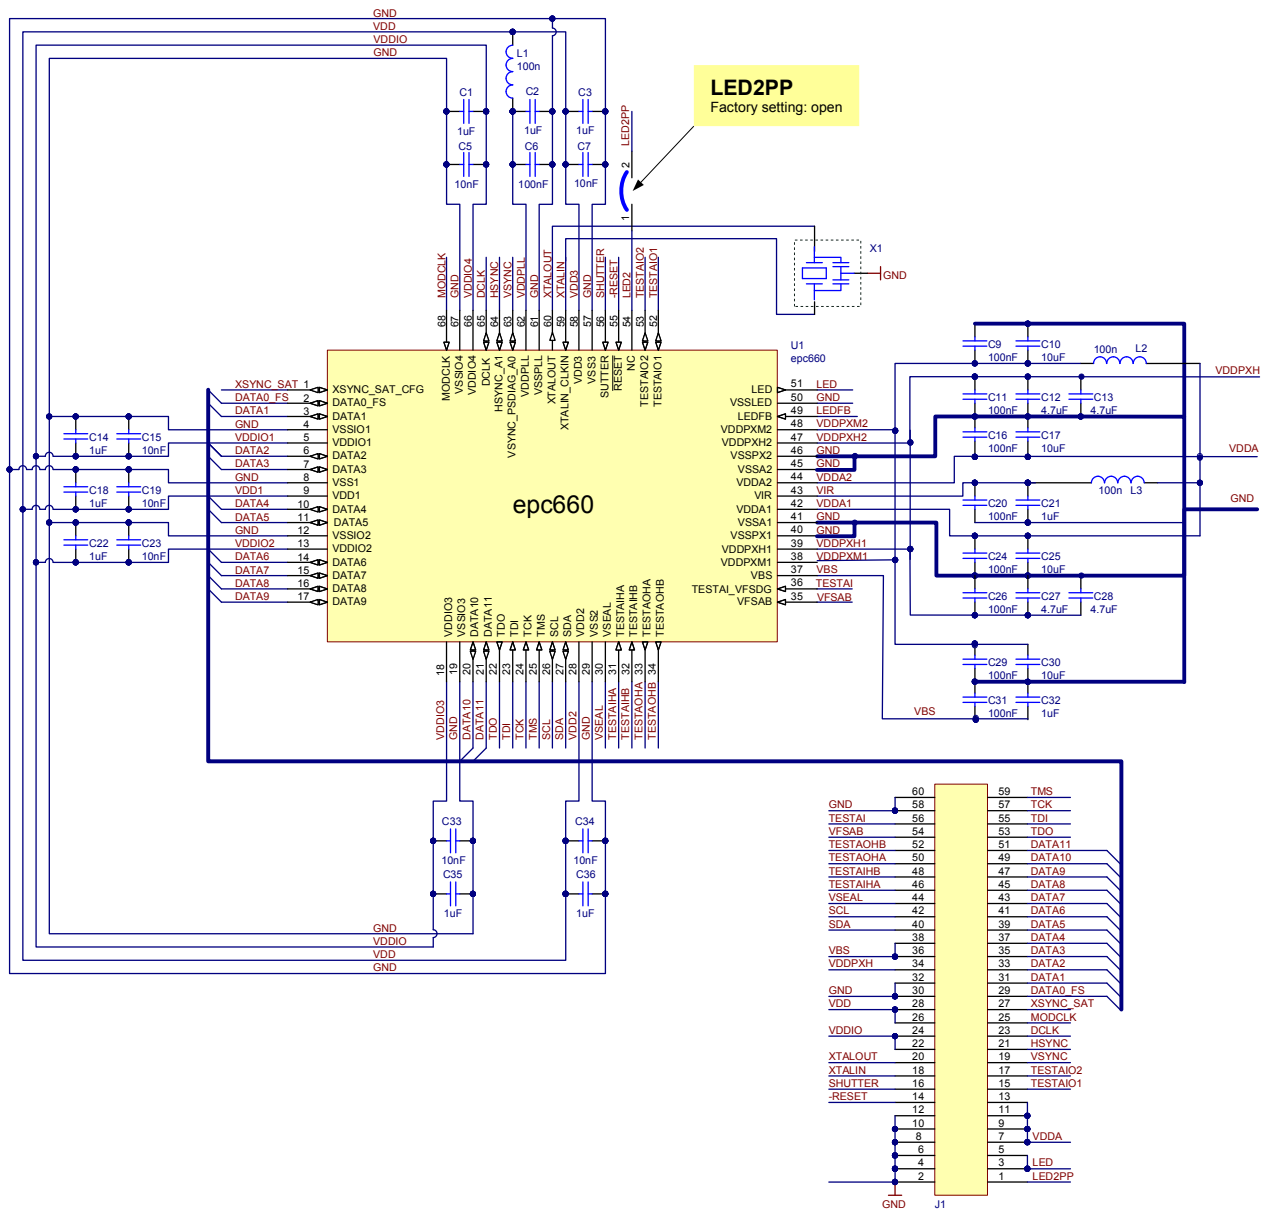 GND
VDD
VDDIO
GND
L1
100n
C1
1uF
C2
1uF
C3
1uF
C5
10nF
C6
100nF
C7
10nF
LED2PP
Factory setting: open
LED2PP
2
1
X1
GND
MODCLK
GND
VDDIO4
DCLK
HSYNC
VSYNC
VDDPLL
GND
XTALOUT
XTALIN
VDD3
GND
SHUTTER
-RESET
LED2
TESTAIO2
TESTAIO1
68 67 66 65 64 63 62 61 60 59 58 57 56 55 54 53 52
MODCLK
VSSIO4
VDDIO4
DCLK
HSYNC_A1
VSYNC_PSDIAG_A0
VDDPLL
VSSPLL
XTALOUT
XTALIN_CLKIN
VDD3
VSS3
SUTTER
RESET
NC
TESTAIO2
TESTAIO1
U1
epc660
epc660
XSYNC_SAT 1 XSYNC_SAT_CFG
DATA0_FS 2 DATA0_FS
DATA1 3 DATA1
GND 4 VSSIO1
VDDIO1 5 VDDIO1
DATA2 6 DATA2
DATA3 7 DATA3
GND 8 VSS1
VDD1 9 VDD1
DATA4 10 DATA4
DATA5 11 DATA5
GND 12 VSSIO2
VDDIO2 13 VDDIO2
DATA6 14 DATA6
DATA7 15 DATA7
DATA8 16 DATA8
DATA9 17 DATA9
C14
1uF
C15
10nF
C18
1uF
C19
10nF
C22
1uF
C23
10nF
LED 51 LED
VSSLED 50 GND
LEDFB 49 LEDFB
VDDPXM2 48 VDDPXM2
VDDPXH2 47 VDDPXH2
VSSPX2 46 GND
VSSA2 45 GND
VDDA2 44 VDDA2
VIR 43 VIR
VDDA1 42 VDDA1
VSSA1 41 GND
VSSPX1 40 GND
VDDPXH1 39 VDDPXH1
VDDPXM1 38 VDDPXM1
VBS 37 VBS
TESTAI_VFSDG 36 TESTAI
VFSAB 35 VFSAB
C9
100nF
C10
10uF
100n L2
VDDPXH
C11
100nF
C12
4.7uF
C13
4.7uF
C16
100nF
C17
10uF
VDDA
100n L3
C20
100nF
C21
1uF
GND
C24
100nF
C25
10uF
C26
100nF
C27
4.7uF
C28
4.7uF
C29
100nF
C30
10uF
C31
100nF
C32
1uF
VBS
VDDIO3
VSSIO3
DATA10
DATA11
TDO
TDI
TCK
TMS
SCL
SDA
VDD2
VSS2
VSEAL
TESTAIHA
TESTAIHB
TESTAOHA
TESTAOHB
18 19 20 21 22 23 24 25 26 27 28 29 30 31 32 33 34
VDDIO3
GND
DATA10
DATA11
TDO
TDI
TCK
TMS
SCL
SDA
VDD2
GND
VSEAL
TESTAIHA
TESTAIHB
TESTAOHA
TESTAOHB
C33
10nF
C34
10nF
C35
1uF
C36
1uF
GND
VDDIO
VDD
GND
60 59 TMS
GND 58 57 TCK
TESTAI 56 55 TDI
VFSAB 54 53 TDO
TESTAOHB 52 51 DATA11
TESTAOHA 50 49 DATA10
TESTAIHB 48 47 DATA9
TESTAIHA 46 45 DATA8
VSEAL 44 43 DATA7
SCL 42 41 DATA6
SDA 40 39 DATA5
38 37 DATA4
VBS 36 35 DATA3
VDDPXH 34 33 DATA2
32 31 DATA1
GND 30 29 DATA0_FS
VDD 28 27 XSYNC_SAT
26 25 MODCLK
VDDIO 24 23 DCLK
22 21 HSYNC
XTALOUT 20 19 VSYNC
XTALIN 18 17 TESTAIO2
SHUTTER 16 15 TESTAIO1
-RESET 14 13
12 11
10 9
8 7 VDDA
6 5
4 3 LED
2 1 LED2PP
GND
J1